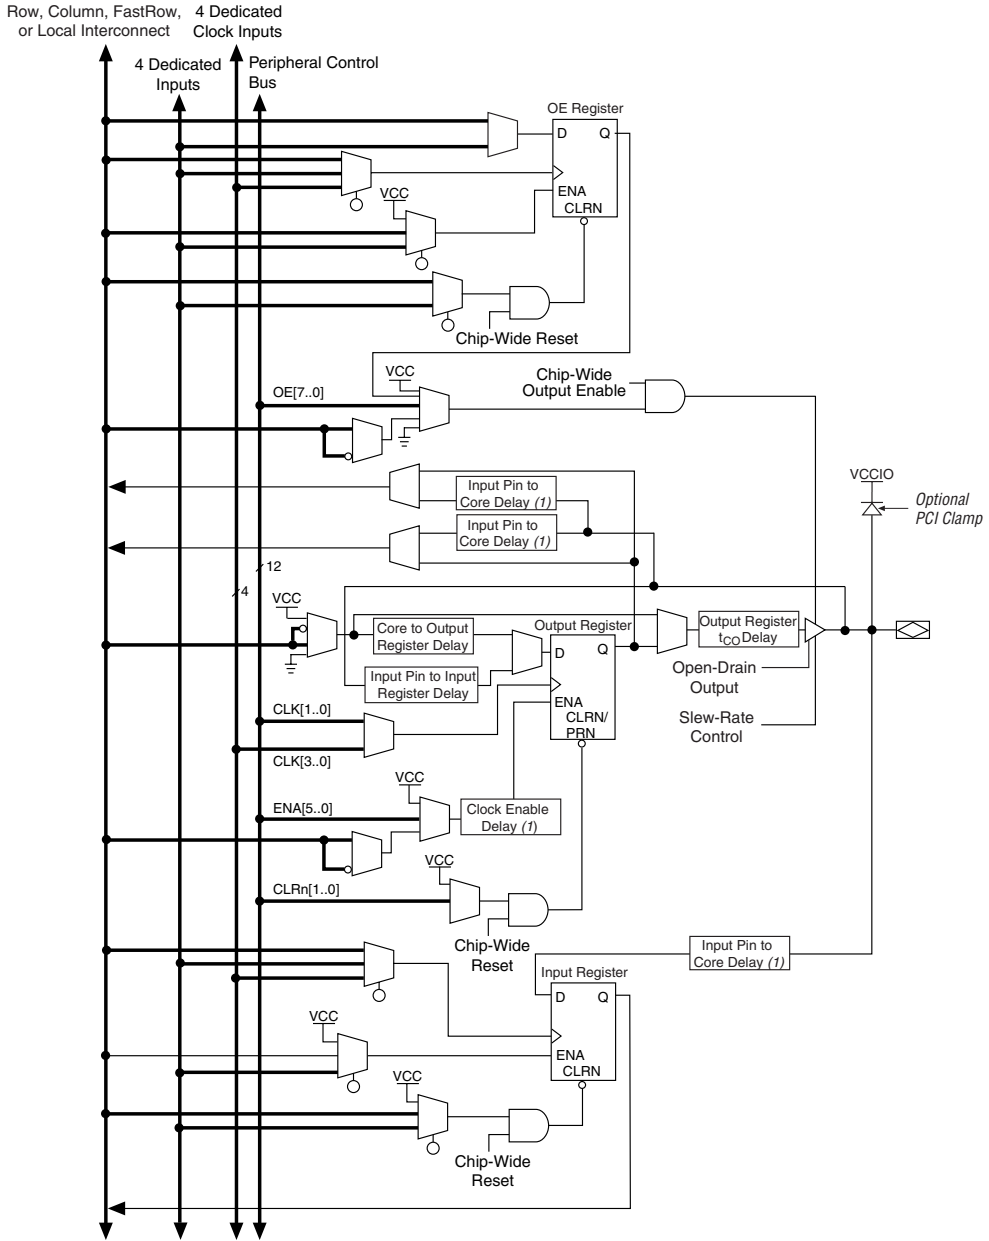 Row, Column, FastRow,
or Local Interconnect
4 Dedicated
Clock Inputs
4 Dedicated
Inputs
Peripheral Control
Bus
OE Register
D Q
ENA
CLRN
VCC
Chip-Wide Reset
VCC
Chip-Wide
Output Enable
OE[7..0]
VCCIO
Optional
PCI Clamp
Input Pin to
Core Delay (1)
Input Pin to
Core Delay (1)
12
4
VCC
Core to Output
Register Delay
Output Register
Output Register
tCO Delay
D Q
Input Pin to Input
Register Delay
Open-Drain
Output
ENA
CLRN/
PRN
CLK[1..0]
CLK[3..0]
Slew-Rate
Control
VCC
ENA[5..0]
Clock Enable
Delay (1)
VCC
CLRn[1..0]
Chip-Wide
Reset
Input Pin to
Core Delay (1)
Input Register
D Q
VCC
ENA
CLRN
VCC
Chip-Wide
Reset